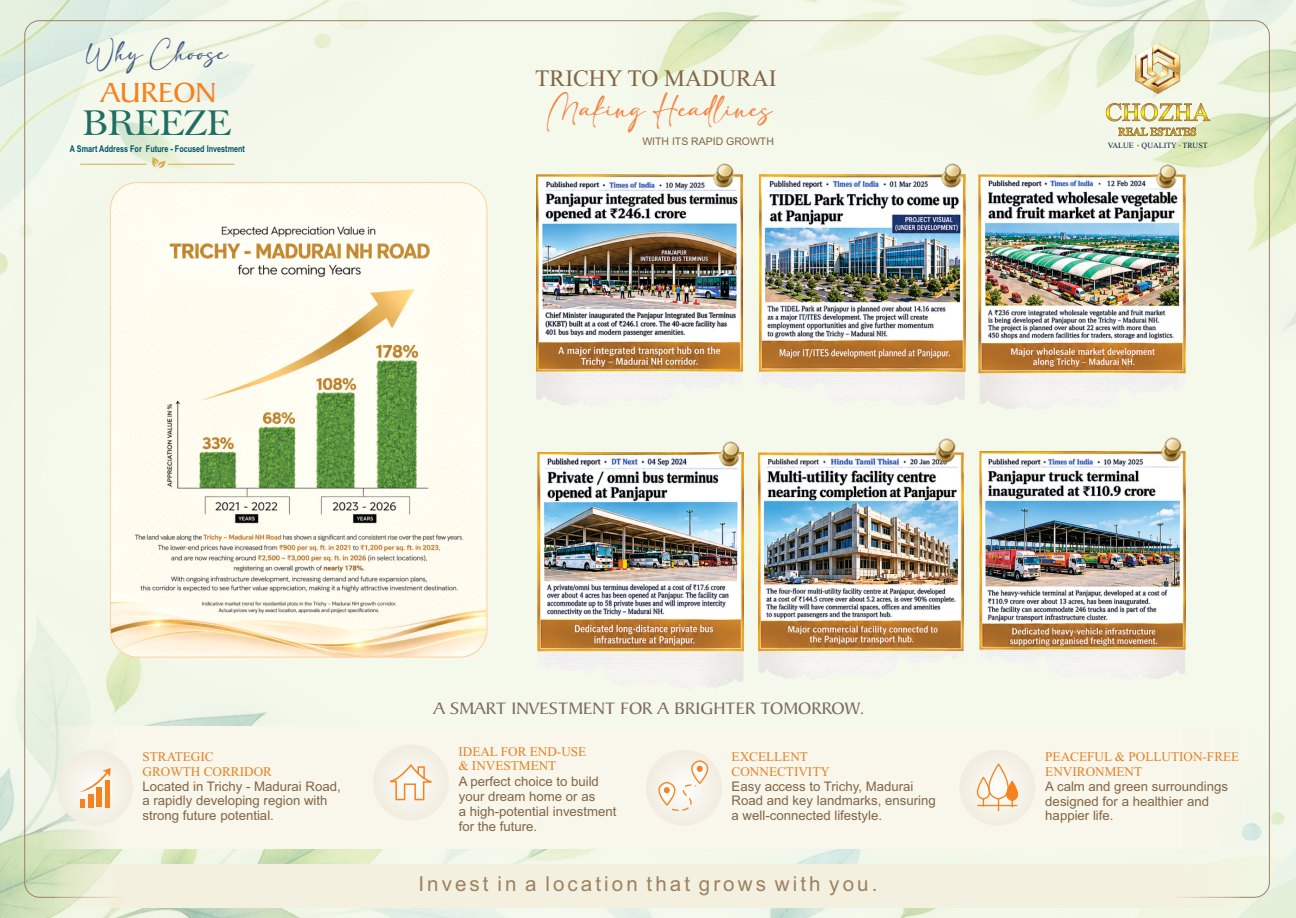 Why Choose
AUREON
BREEZE
A Smart Address For Future - Focused Investment
TRICHY TO MADURAI
Making Headlines
WITH ITS RAPID GROWTH
CHOZHA
REAL ESTATES
VALUE · QUALITY · TRUST
Expected Appreciation Value in
TRICHY - MADURAI NH ROAD
for the coming Years
APPRECIATION VALUE IN %
33%
68%
108%
178%
2021 - 2022
YEARS
2023 - 2026
YEARS
The land value along the Trichy – Madurai NH Road has shown a significant and consistent rise over the past few years.
The lower-end prices have increased from ₹900 per sq. ft. in 2021 to ₹1,200 per sq. ft. in 2023,
and are now reaching around ₹2,500 – ₹3,000 per sq. ft. in 2026 (in select locations),
registering an overall growth of nearly 178%.
With ongoing infrastructure development, increasing demand and future expansion plans,
this corridor is expected to see further value appreciation, making it a highly attractive investment destination.
Indicative market trend for residential plots in the Trichy – Madurai NH growth corridor.
Actual prices vary by exact location, approvals and project specifications.
Published report • Times of India • 10 May 2025
Panjapur integrated bus terminus
opened at ₹246.1 crore
PANJAPUR
INTEGRATED BUS TERMINUS
Chief Minister inaugurated the Panjapur Integrated Bus Terminus
(KKBT) built at a cost of ₹246.1 crore. The 40-acre facility has
401 bus bays and modern passenger amenities.
A major integrated transport hub on the
Trichy – Madurai NH corridor.
Published report • Times of India • 01 Mar 2025
TIDEL Park Trichy to come up
at Panjapur
PROJECT VISUAL
(UNDER DEVELOPMENT)
The TIDEL Park at Panjapur is planned over about 14.16 acres
as a major IT/ITES development. The project will create
employment opportunities and give further momentum
to growth along the Trichy – Madurai NH.
Major IT/ITES development planned at Panjapur.
Published report • Times of India • 12 Feb 2024
Integrated wholesale vegetable
and fruit market at Panjapur
A ₹236 crore integrated wholesale vegetable and fruit market
is being developed at Panjapur on the Trichy – Madurai NH.
The project is planned over about 22 acres with more than
450 shops and modern facilities for traders, storage and logistics.
Major wholesale market development
along Trichy – Madurai NH.
Published report • DT Next • 04 Sep 2024
Private / omni bus terminus
opened at Panjapur
A private/omni bus terminus developed at a cost of ₹17.6 crore
over about 4 acres has been opened at Panjapur. The facility can
accommodate up to 58 private buses and will improve intercity
connectivity on the Trichy – Madurai NH.
Dedicated long-distance private bus
infrastructure at Panjapur.
Published report • Hindu Tamil Thisai • 20 Jan 2026
Multi-utility facility centre
nearing completion at Panjapur
The four-floor multi-utility facility centre at Panjapur, developed
at a cost of ₹144.5 crore over about 5.2 acres, is over 90% complete.
The facility will have commercial spaces, offices and amenities
to support passengers and the transport hub.
Major commercial facility connected to
the Panjapur transport hub.
Published report • Times of India • 10 May 2025
Panjapur truck terminal
inaugurated at ₹110.9 crore
The heavy-vehicle terminal at Panjapur, developed at a cost of
₹110.9 crore over about 13 acres, has been inaugurated.
The facility can accommodate 246 trucks and is part of the
Panjapur transport infrastructure cluster.
Dedicated heavy-vehicle infrastructure
supporting organised freight movement.
A SMART INVESTMENT FOR A BRIGHTER TOMORROW.
STRATEGIC
GROWTH CORRIDOR
Located in Trichy - Madurai Road,
a rapidly developing region with
strong future potential.
IDEAL FOR END-USE
& INVESTMENT
A perfect choice to build
your dream home or as
a high-potential investment
for the future.
EXCELLENT
CONNECTIVITY
Easy access to Trichy, Madurai
Road and key landmarks, ensuring
a well-connected lifestyle.
PEACEFUL & POLLUTION-FREE
ENVIRONMENT
A calm and green surroundings
designed for a healthier and
happier life.
Invest in a location that grows with you.